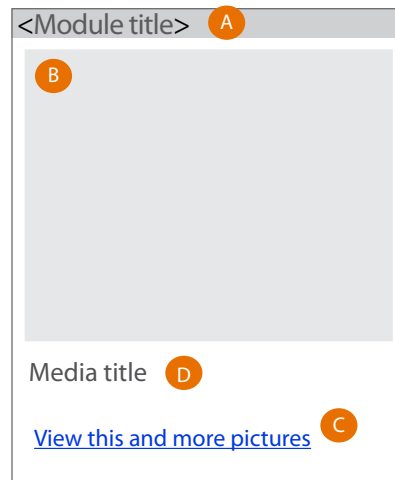 <Module title> A
B
Media title D
View this and more pictures C